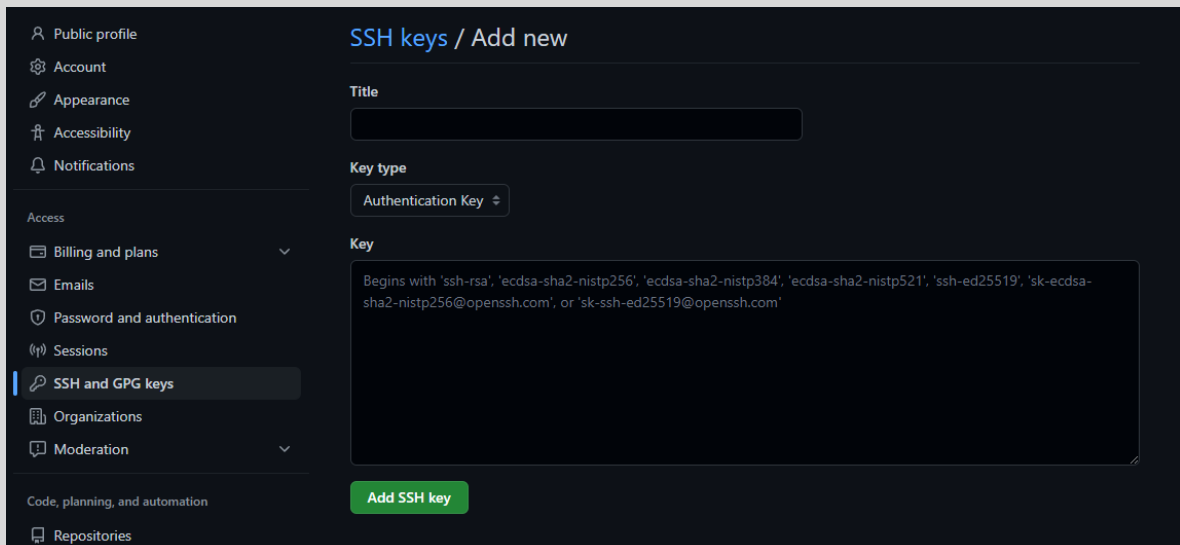 Public profile
Account
Appearance
Accessibility
Notifications
Access
Billing and plans
Emails
Password and authentication
Sessions
SSH and GPG keys
Organizations
Moderation
Code, planning, and automation
Repositories
SSH keys / Add new
Title
Key type
Authentication Key
Key
Begins with 'ssh-rsa', 'ecdsa-sha2-nistp256', 'ecdsa-sha2-nistp384', 'ecdsa-sha2-nistp521', 'ssh-ed25519', 'sk-ecdsa-
sha2-nistp256@openssh.com', or 'sk-ssh-ed25519@openssh.com'
Add SSH key